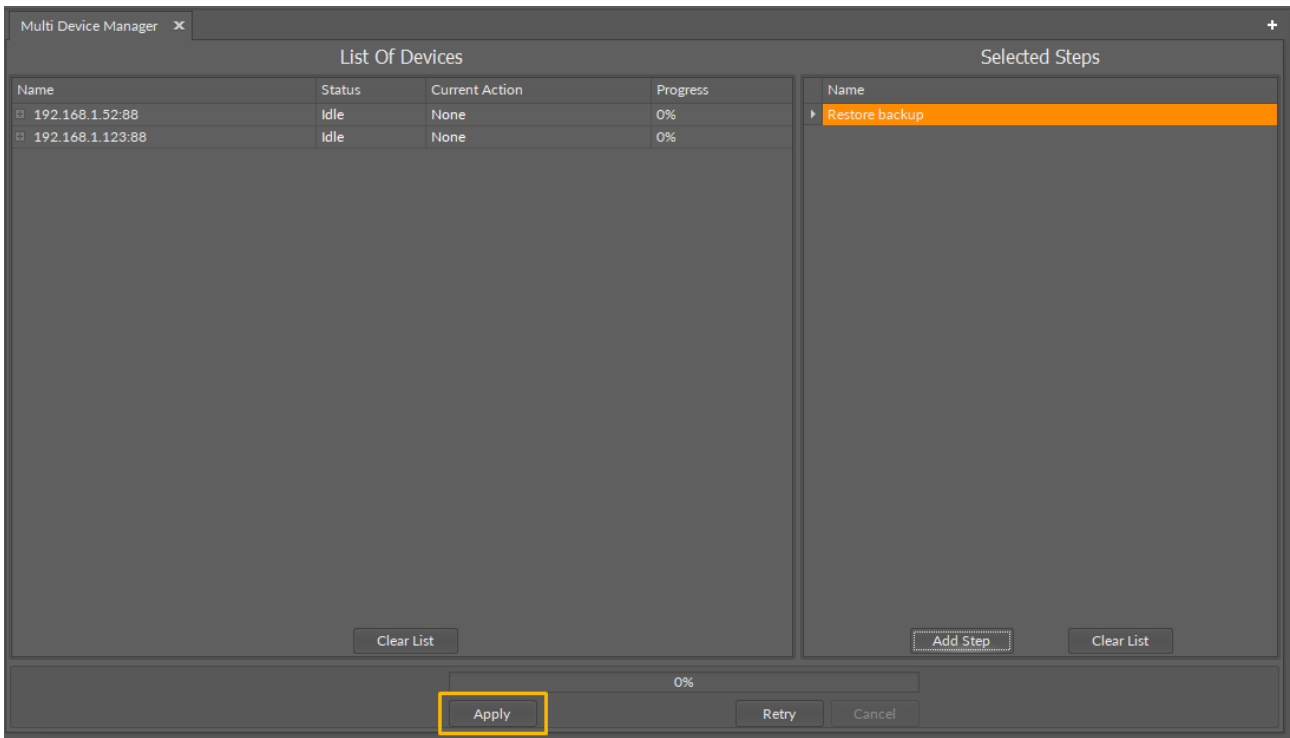 Multi Device Manager x +
List Of Devices
Selected Steps
Name Status Current Action Progress
192.168.1.52:88 Idle None 0%
192.168.1.123:88 Idle None 0%
Name
Restore backup
Clear List
Add Step Clear List
0%
Apply Retry Cancel